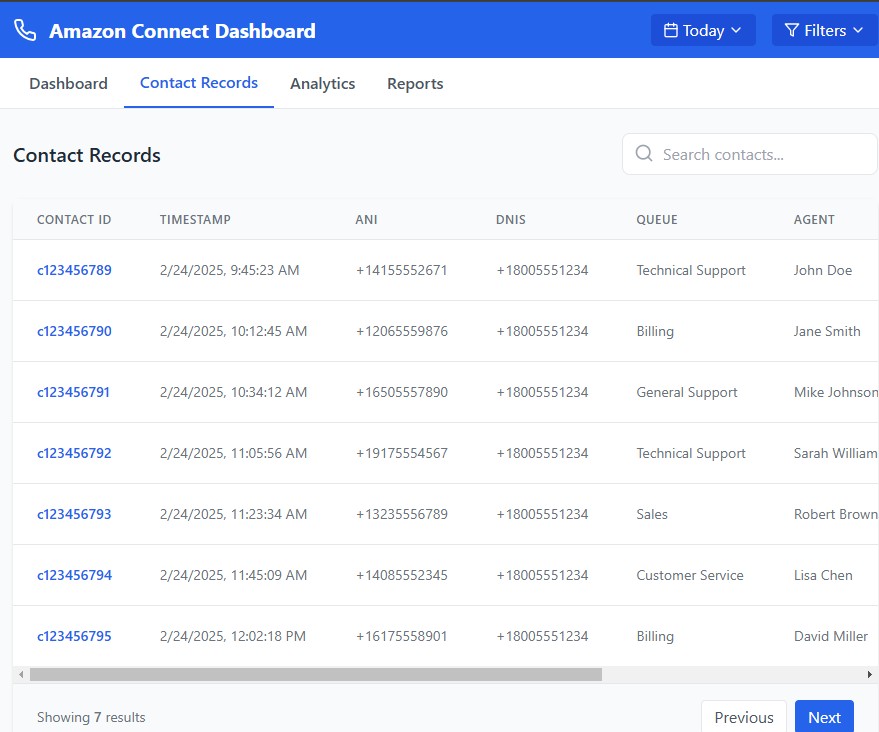 Amazon Connect Dashboard Today Filters
Dashboard Contact Records Analytics Reports
Contact Records Search contacts...
CONTACT ID TIMESTAMP ANI DNIS QUEUE AGENT
c123456789 2/24/2025, 9:45:23 AM +14155552671 +18005551234 Technical Support John Doe
c123456790 2/24/2025, 10:12:45 AM +12065559876 +18005551234 Billing Jane Smith
c123456791 2/24/2025, 10:34:12 AM +16505557890 +18005551234 General Support Mike Johnson
c123456792 2/24/2025, 11:05:56 AM +19175554567 +18005551234 Technical Support Sarah William
c123456793 2/24/2025, 11:23:34 AM +13235556789 +18005551234 Sales Robert Brown
c123456794 2/24/2025, 11:45:09 AM +14085552345 +18005551234 Customer Service Lisa Chen
c123456795 2/24/2025, 12:02:18 PM +16175558901 +18005551234 Billing David Miller
Showing 7 results Previous Next